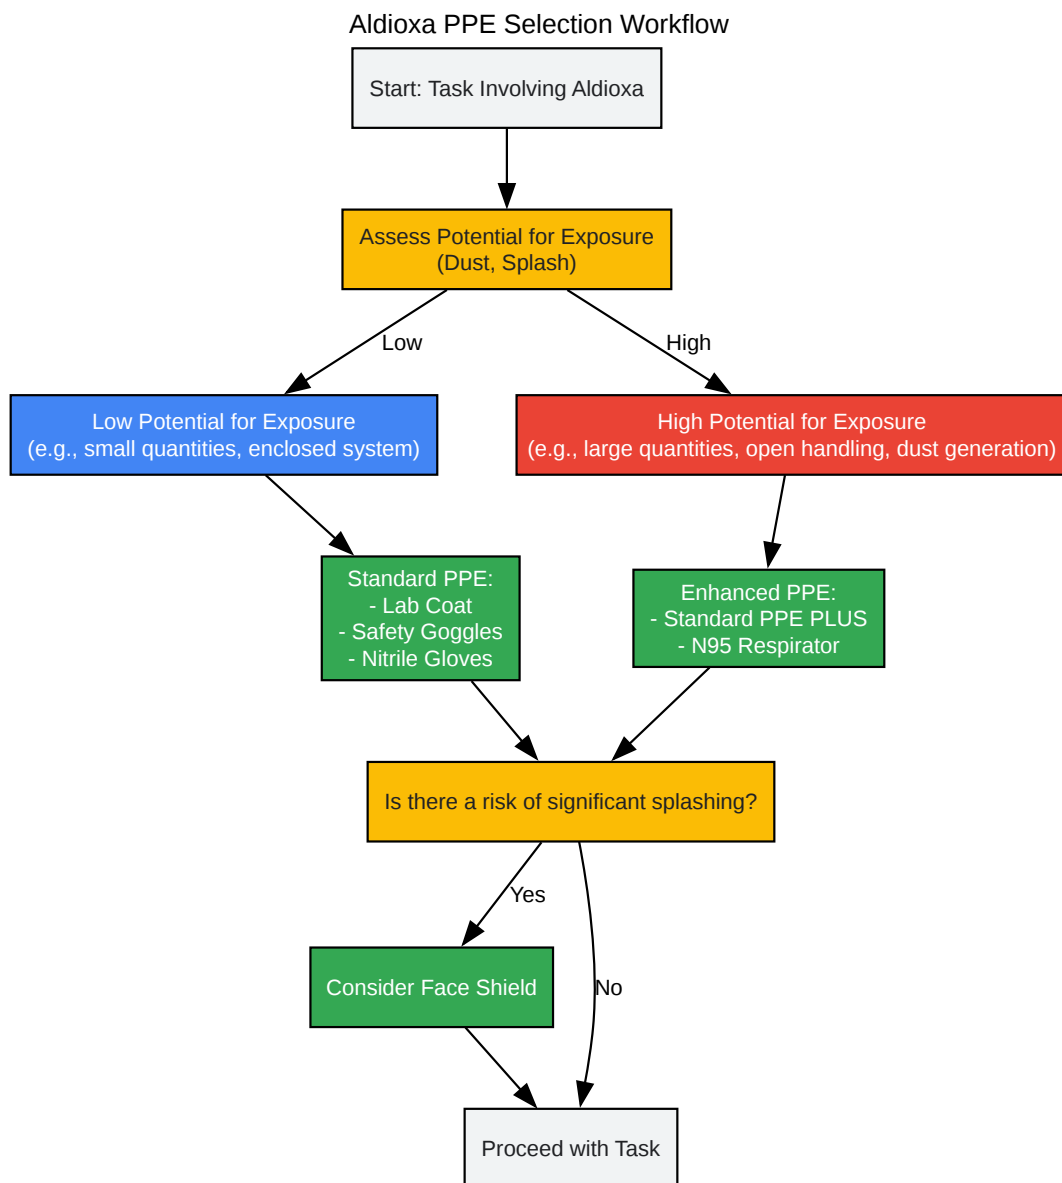 Aldioxa PPE Selection Workflow
Start: Task Involving Aldioxa
Assess Potential for Exposure
(Dust, Splash)
Low
High
Low Potential for Exposure
(e.g., small quantities, enclosed system)
High Potential for Exposure
(e.g., large quantities, open handling, dust generation)
Standard PPE:
- Lab Coat
- Safety Goggles
- Nitrile Gloves
Enhanced PPE:
- Standard PPE PLUS
- N95 Respirator
Is there a risk of significant splashing?
Yes
Consider Face Shield
No
Proceed with Task